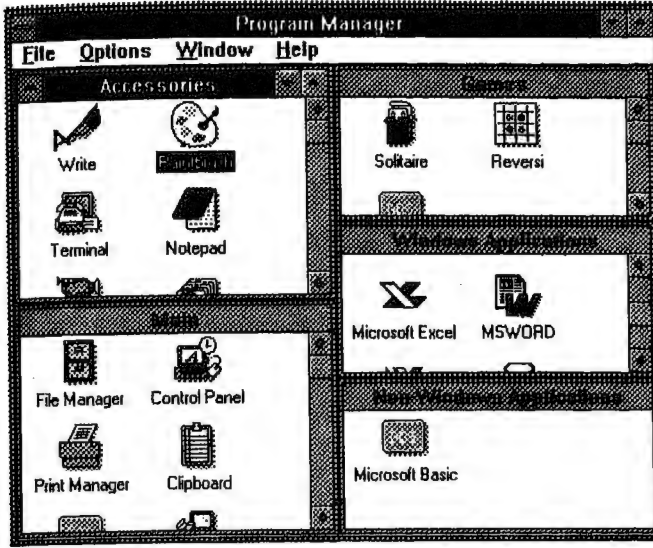 Program Manager
File Options Window Help
Accessories
Write Paintbrush
Terminal Notepad
Main
File Manager Control Panel
Print Manager Clipboard
Games
Solitaire Reversi
Windows Applications
Microsoft Excel MSWORD
Non-Windows Applications
Microsoft Basic